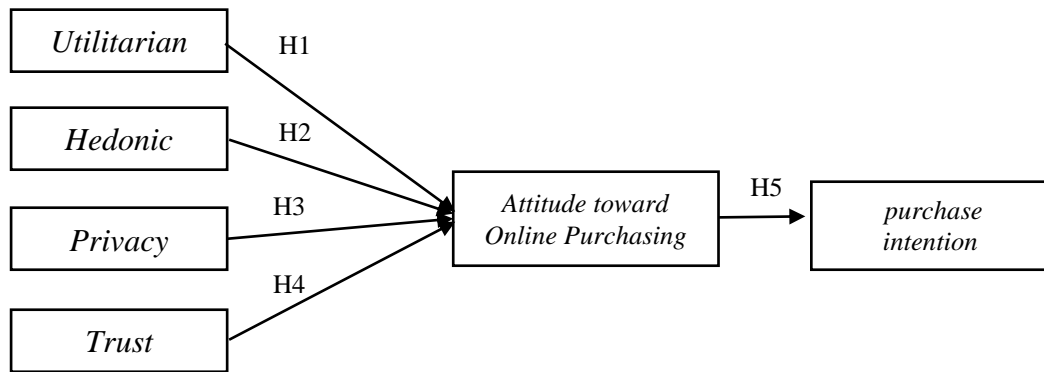 Utilitarian
H1
Hedonic
H2
Privacy
H3
Trust
H4
Attitude toward
Online Purchasing
H5
purchase
intention